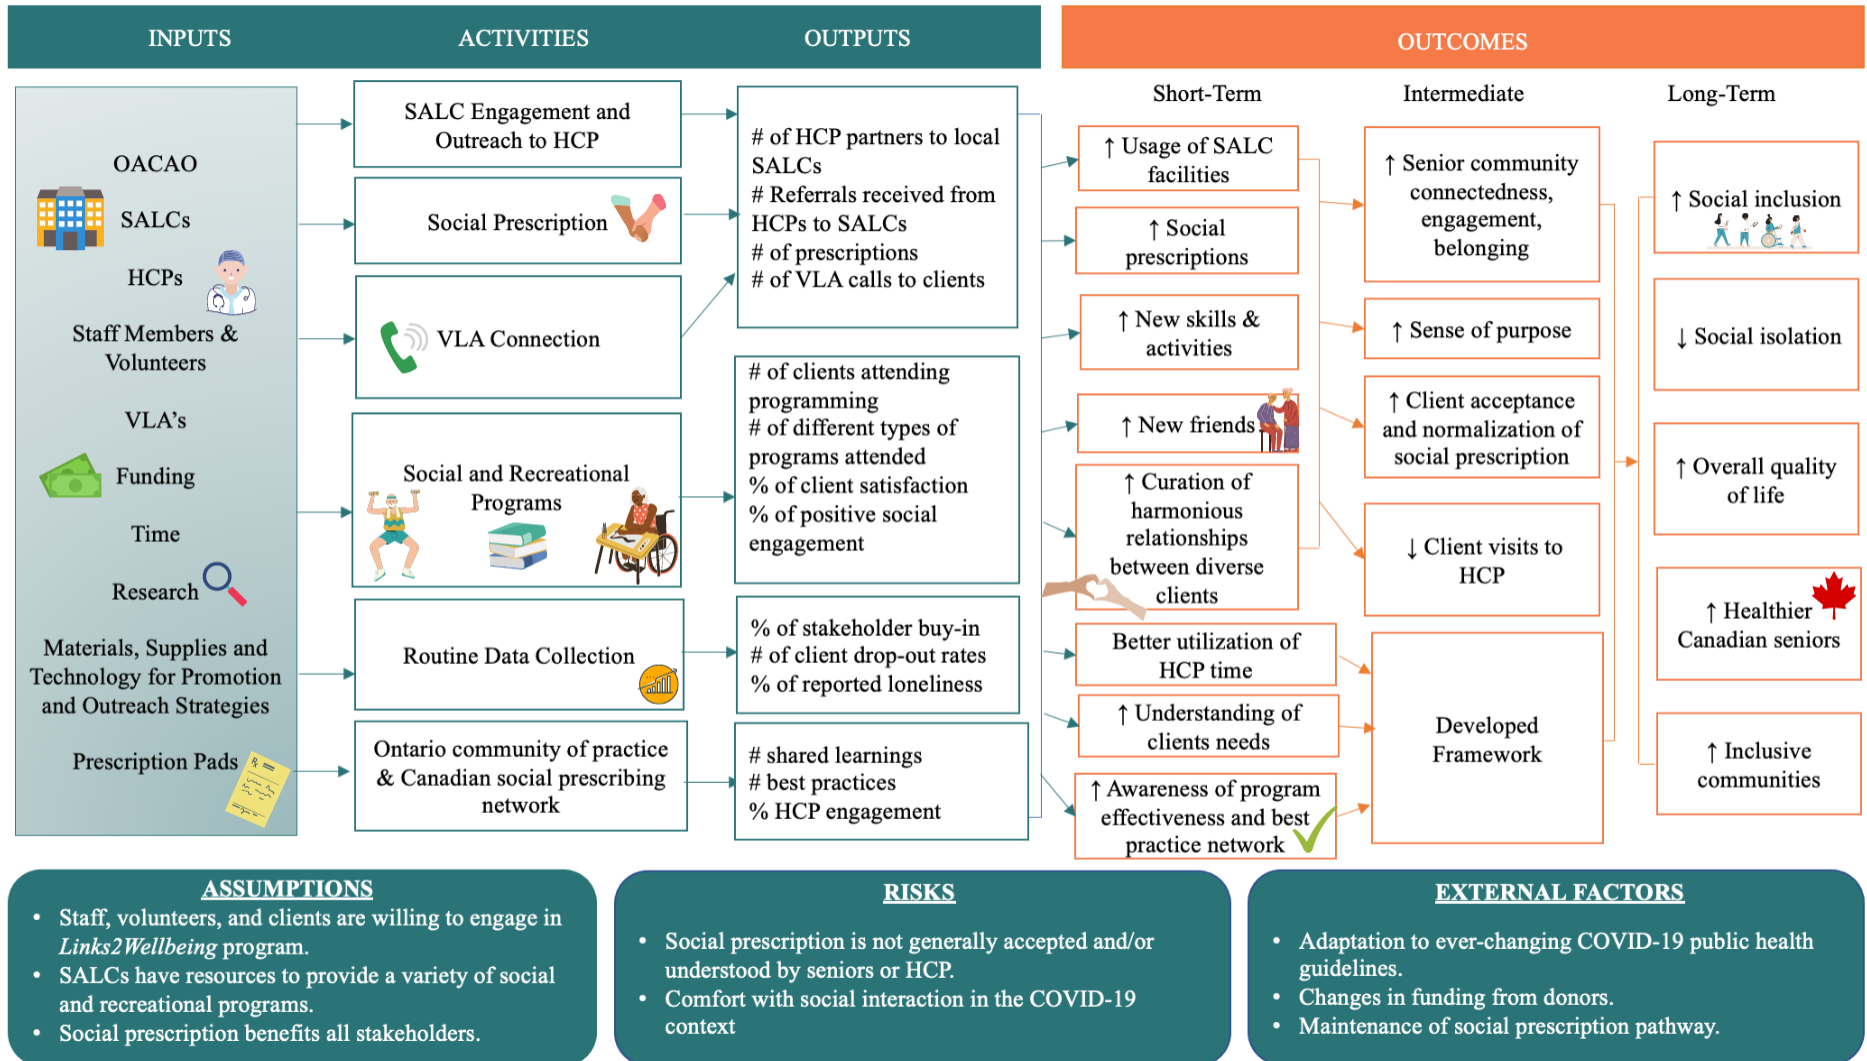 INPUTS
ACTIVITIES
OUTPUTS
OUTCOMES
Short-Term
Intermediate
Long-Term
OACAO
SALCs
HCPs
Staff Members &
Volunteers
VLA's
Funding
Time
Research
Materials, Supplies and
Technology for Promotion
and Outreach Strategies
Prescription Pads
SALC Engagement and
Outreach to HCP
Social Prescription
VLA Connection
Social and Recreational
Programs
Routine Data Collection
Ontario community of practice
& Canadian social prescribing
network
# of HCP partners to local
SALCs
# Referrals received from
HCPs to SALCs
# of prescriptions
# of VLA calls to clients
# of clients attending
programming
# of different types of
programs attended
% of client satisfaction
% of positive social
engagement
% of stakeholder buy-in
# of client drop-out rates
% of reported loneliness
# shared learnings
# best practices
% HCP engagement
↑ Usage of SALC
facilities
↑ Social
prescriptions
↑ New skills &
activities
↑ New friends
↑ Curation of
harmonious
relationships
between diverse
clients
Better utilization of
HCP time
↑ Understanding of
clients needs
↑ Awareness of program
effectiveness and best
practice network
↑ Senior community
connectedness,
engagement,
belonging
↑ Sense of purpose
↑ Client acceptance
and normalization of
social prescription
↓ Client visits to
HCP
Developed
Framework
↑ Social inclusion
↓ Social isolation
↑ Overall quality
of life
↑ Healthier
Canadian seniors
↑ Inclusive
communities
ASSUMPTIONS
• Staff, volunteers, and clients are willing to engage in
Links2Wellbeing program.
• SALCs have resources to provide a variety of social
and recreational programs.
• Social prescription benefits all stakeholders.
RISKS
• Social prescription is not generally accepted and/or
understood by seniors or HCP.
• Comfort with social interaction in the COVID-19
context
EXTERNAL FACTORS
• Adaptation to ever-changing COVID-19 public health
guidelines.
• Changes in funding from donors.
• Maintenance of social prescription pathway.